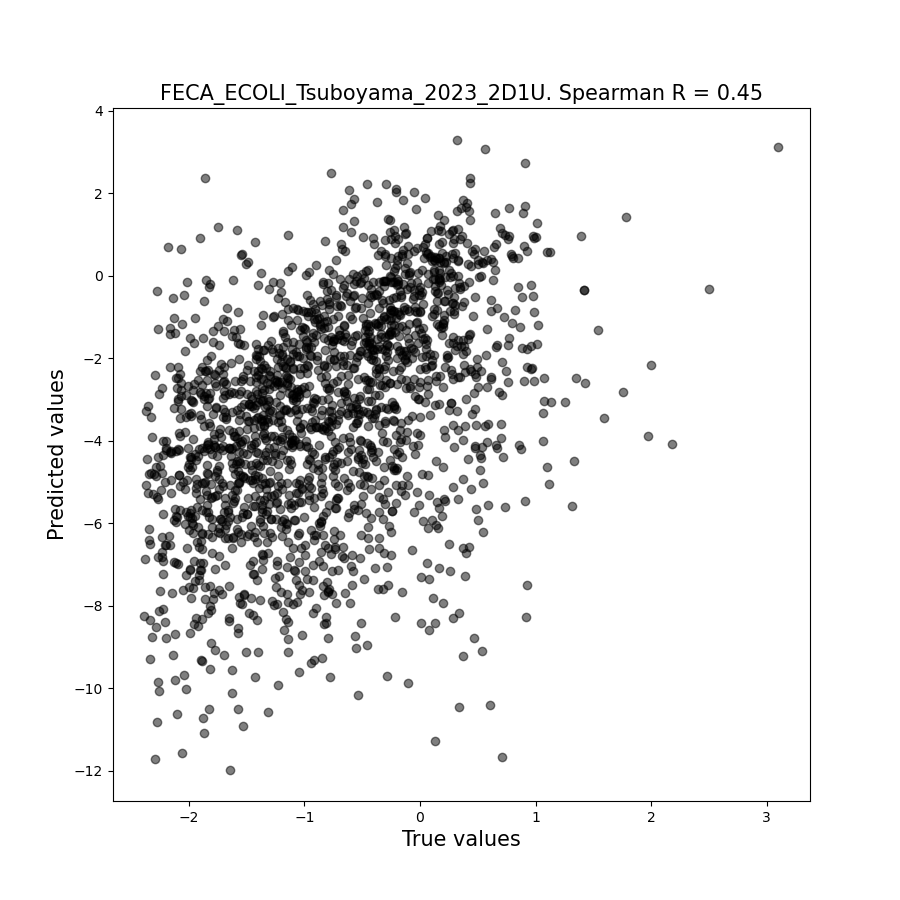 FECA_ECOLI_Tsuboyama_2023_2D1U. Spearman R = 0.45
4
2
0
−2
−4
−6
−8
−10
−12
Predicted values
−2 −1 0 1 2 3
True values